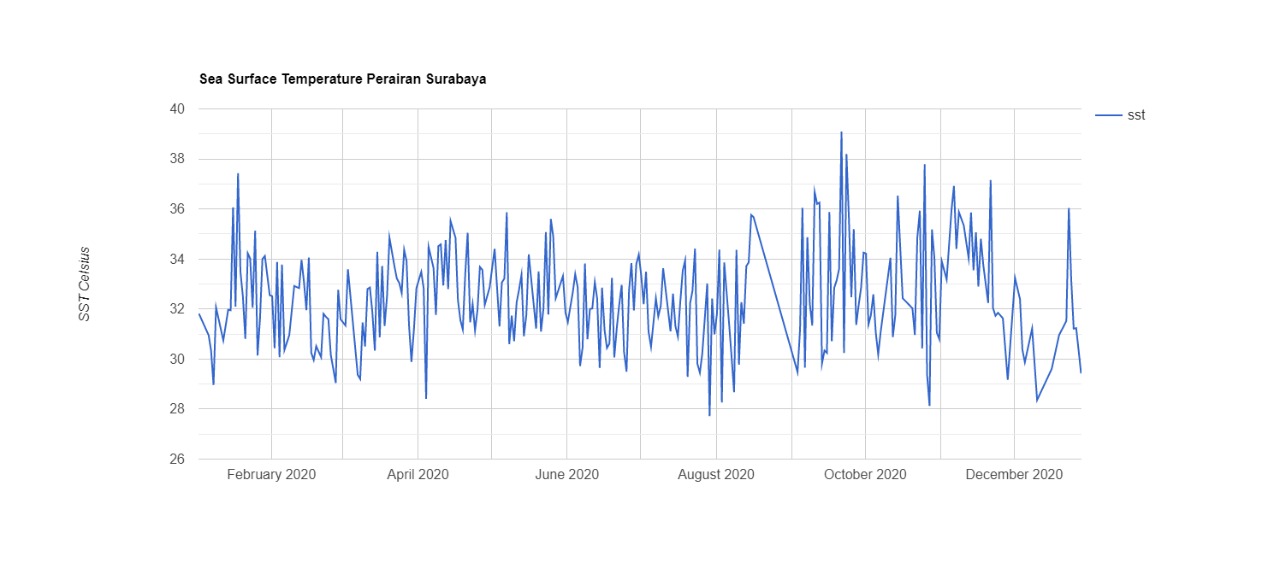 Sea Surface Temperature Perairan Surabaya
sst
SST Celsius
40
38
36
34
32
30
28
26
February 2020
April 2020
June 2020
August 2020
October 2020
December 2020